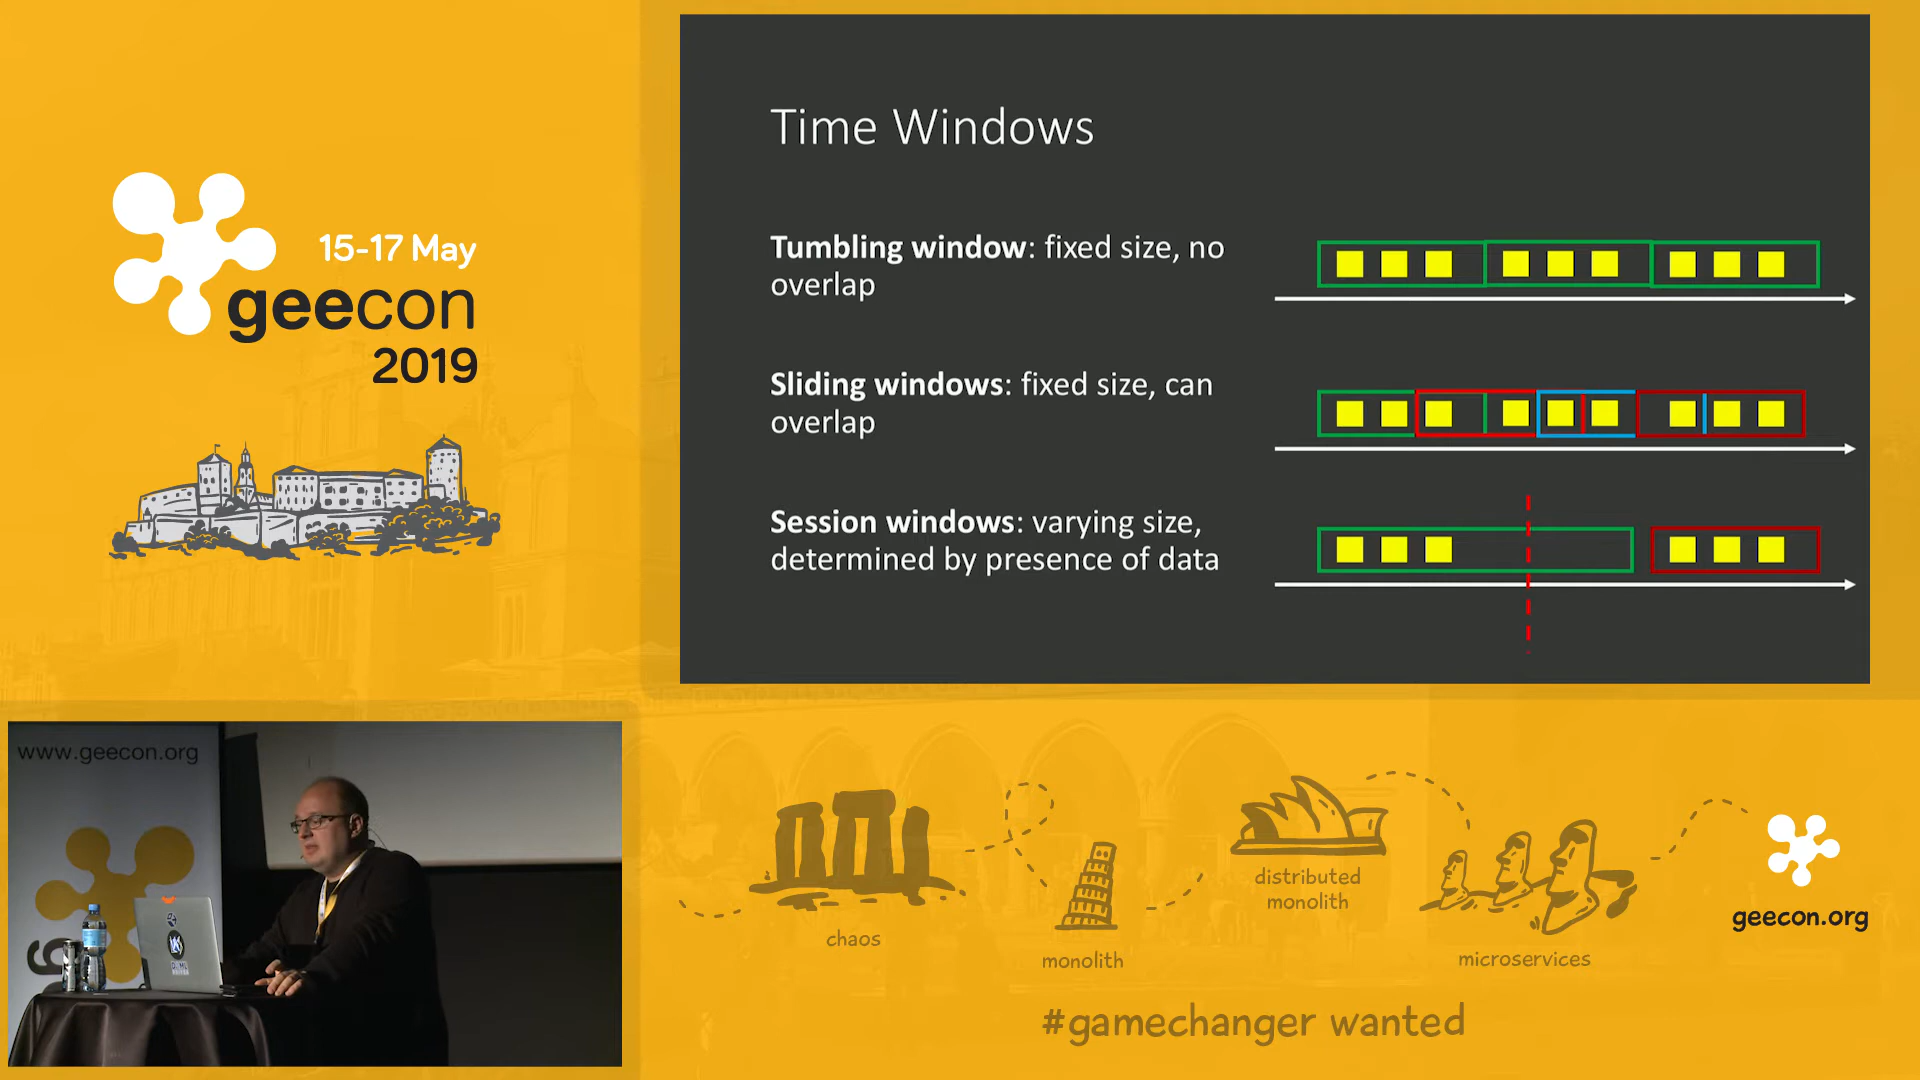 15-17 May
geecon
2019
Time Windows
Tumbling window: fixed size, no
overlap
Sliding windows: fixed size, can
overlap
Session windows: varying size,
determined by presence of data
www.geecon.org
chaos
monolith
distributed
monolith
microservices
geecon.org
#gamechanger wanted